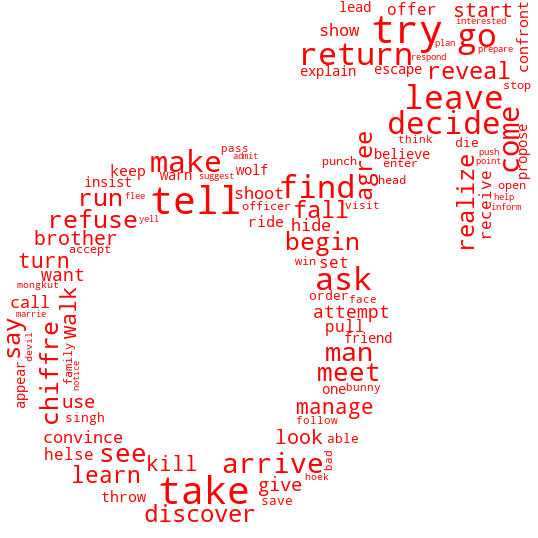 lead
offer
start
interested
try
go
confront
show
plan
prepare
return
respond
explain
escape
reveal
stop
leave
come
decide
think
die
push
propose
agree
believe
point
enter
punch
head
realize
receive
open
help
inform
pass
admit
make
warn
suggest
wolf
keep
insist
find
tell
shoot
run
flee
officer
fall
visit
refuse
yell
ride
hide
brother
begin
accept
turn
want
win
set
ask
mongkut
call
marrie
walk
order
face
attempt
say
devil
chiffre
pull
friend
man
family
notice
appear
meet
one
bunny
use
manage
singh
follow
convince
look
able
helse
see
kill
arrive
bad
hoek
learn
take
give
throw
save
discover